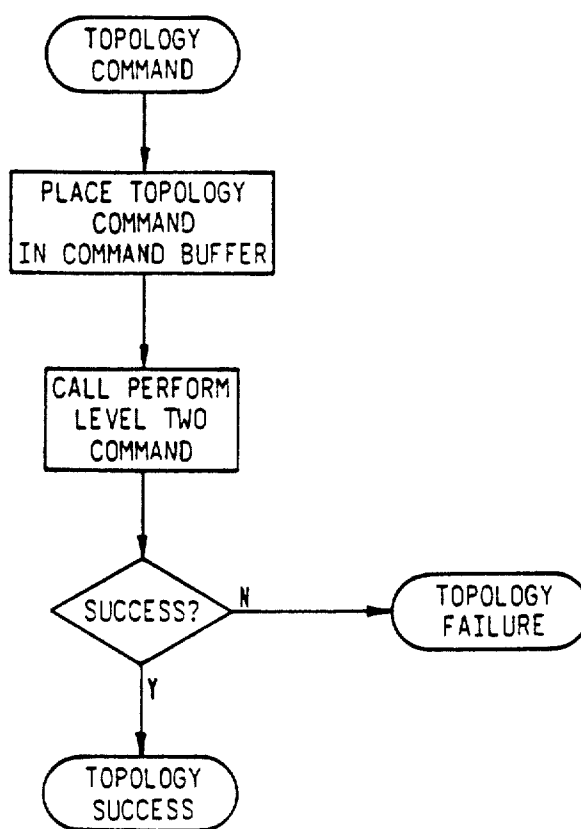 TOPOLOGY
COMMAND
PLACE TOPOLOGY
COMMAND
IN COMMAND BUFFER
CALL PERFORM
LEVEL TWO
COMMAND
SUCCESS?
N
TOPOLOGY
FAILURE
Y
TOPOLOGY
SUCCESS